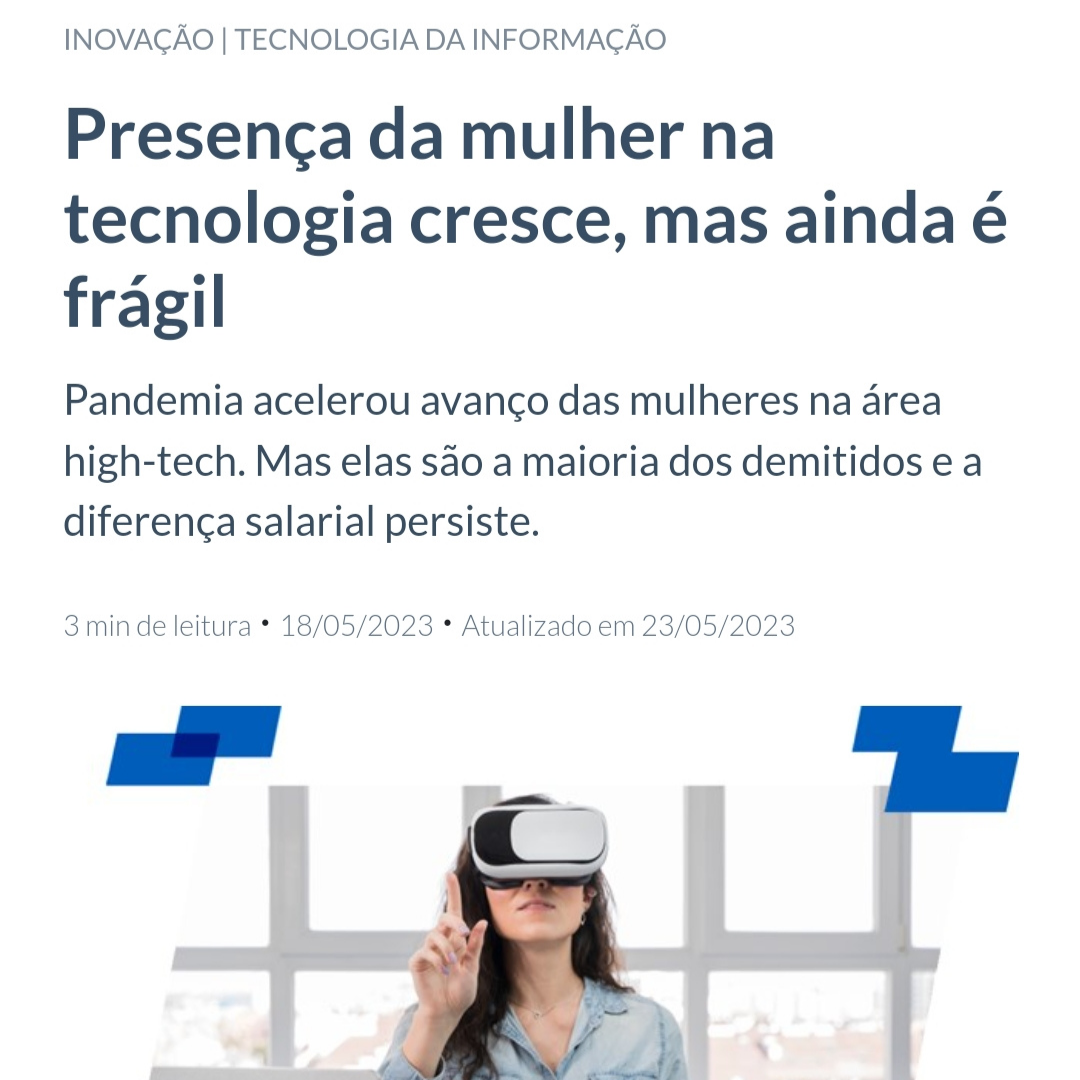 INOVAÇÃO | TECNOLOGIA DA INFORMAÇÃO
Presença da mulher na
tecnologia cresce, mas ainda é
frágil
Pandemia acelerou avanço das mulheres na área
high-tech. Mas elas são a maioria dos demitidos e a
diferença salarial persiste.
3 min de leitura • 18/05/2023 • Atualizado em 23/05/2023